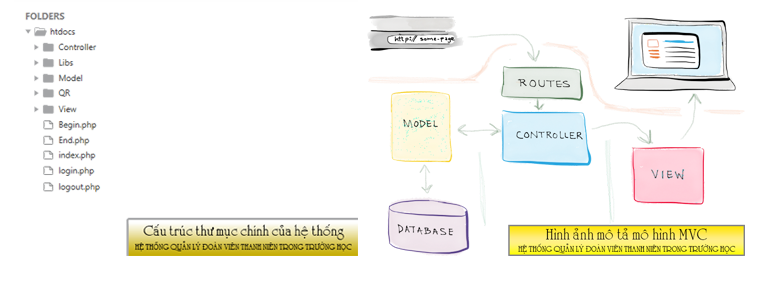 FOLDERS
htdocs
Controller
Libs
Model
QR
View
Begin.php
End.php
index.php
login.php
logout.php
Cấu trúc thư mục chính của hệ thống
HỆ THỐNG QUẢN LÝ ĐOÀN VIÊN THANH NIÊN TRONG TRƯỜNG HỌC
http:// some-page
ROUTES
MODEL
CONTROLLER
VIEW
DATABASE
Hình ảnh mô tả mô hình MVC
HỆ THỐNG QUẢN LÝ ĐOÀN VIÊN THANH NIÊN TRONG TRƯỜNG HỌC